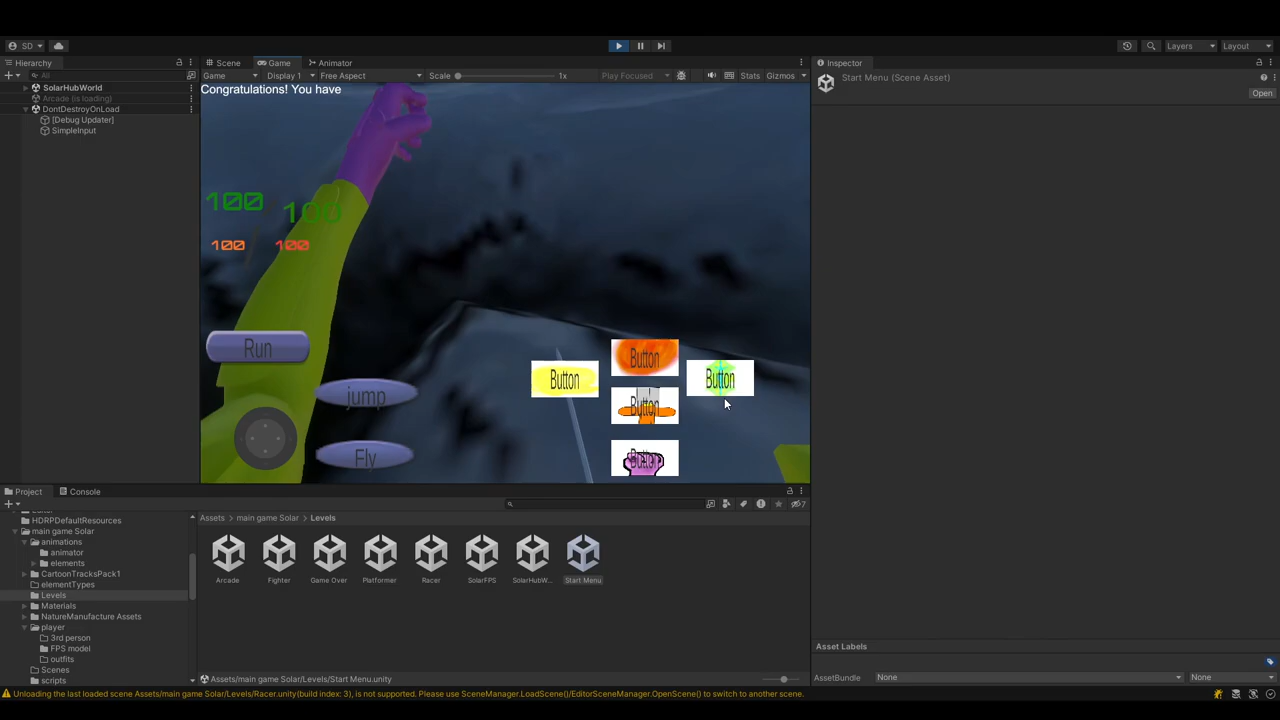 SD
Layers
Layout
Hierarchy
Scene
Game
Animator
Inspector
All
Game
Display 1
Free Aspect
Scale
1x
Play Focused
Stats
Gizmos
Start Menu (Scene Asset)
Open
SolarHubWorld
Arcade (is loading)
DontDestroyOnLoad
[Debug Updater]
SimpleInput
Congratulations! You have
100
100
100
100
Run
jump
Fly
Button
Button
Button
Button
Button
Project
Console
7
HDRPDefaultResources
main game Solar
animations
animator
elements
CartoonTracksPack1
elementTypes
Levels
Materials
NatureManufacture Assets
player
3rd person
FPS model
outfits
Scenes
scripts
Assets > main game Solar > Levels
Arcade
Fighter
Game Over
Platformer
Racer
SolarFPS
SolarHubW...
Start Menu
Assets/main game Solar/Levels/Start Menu.unity
Asset Labels
AssetBundle
None
None
Unloading the last loaded scene Assets/main game Solar/Levels/Racer.unity(build index: 3), is not supported. Please use SceneManager.LoadScene()/EditorSceneManager.OpenScene() to switch to another scene.